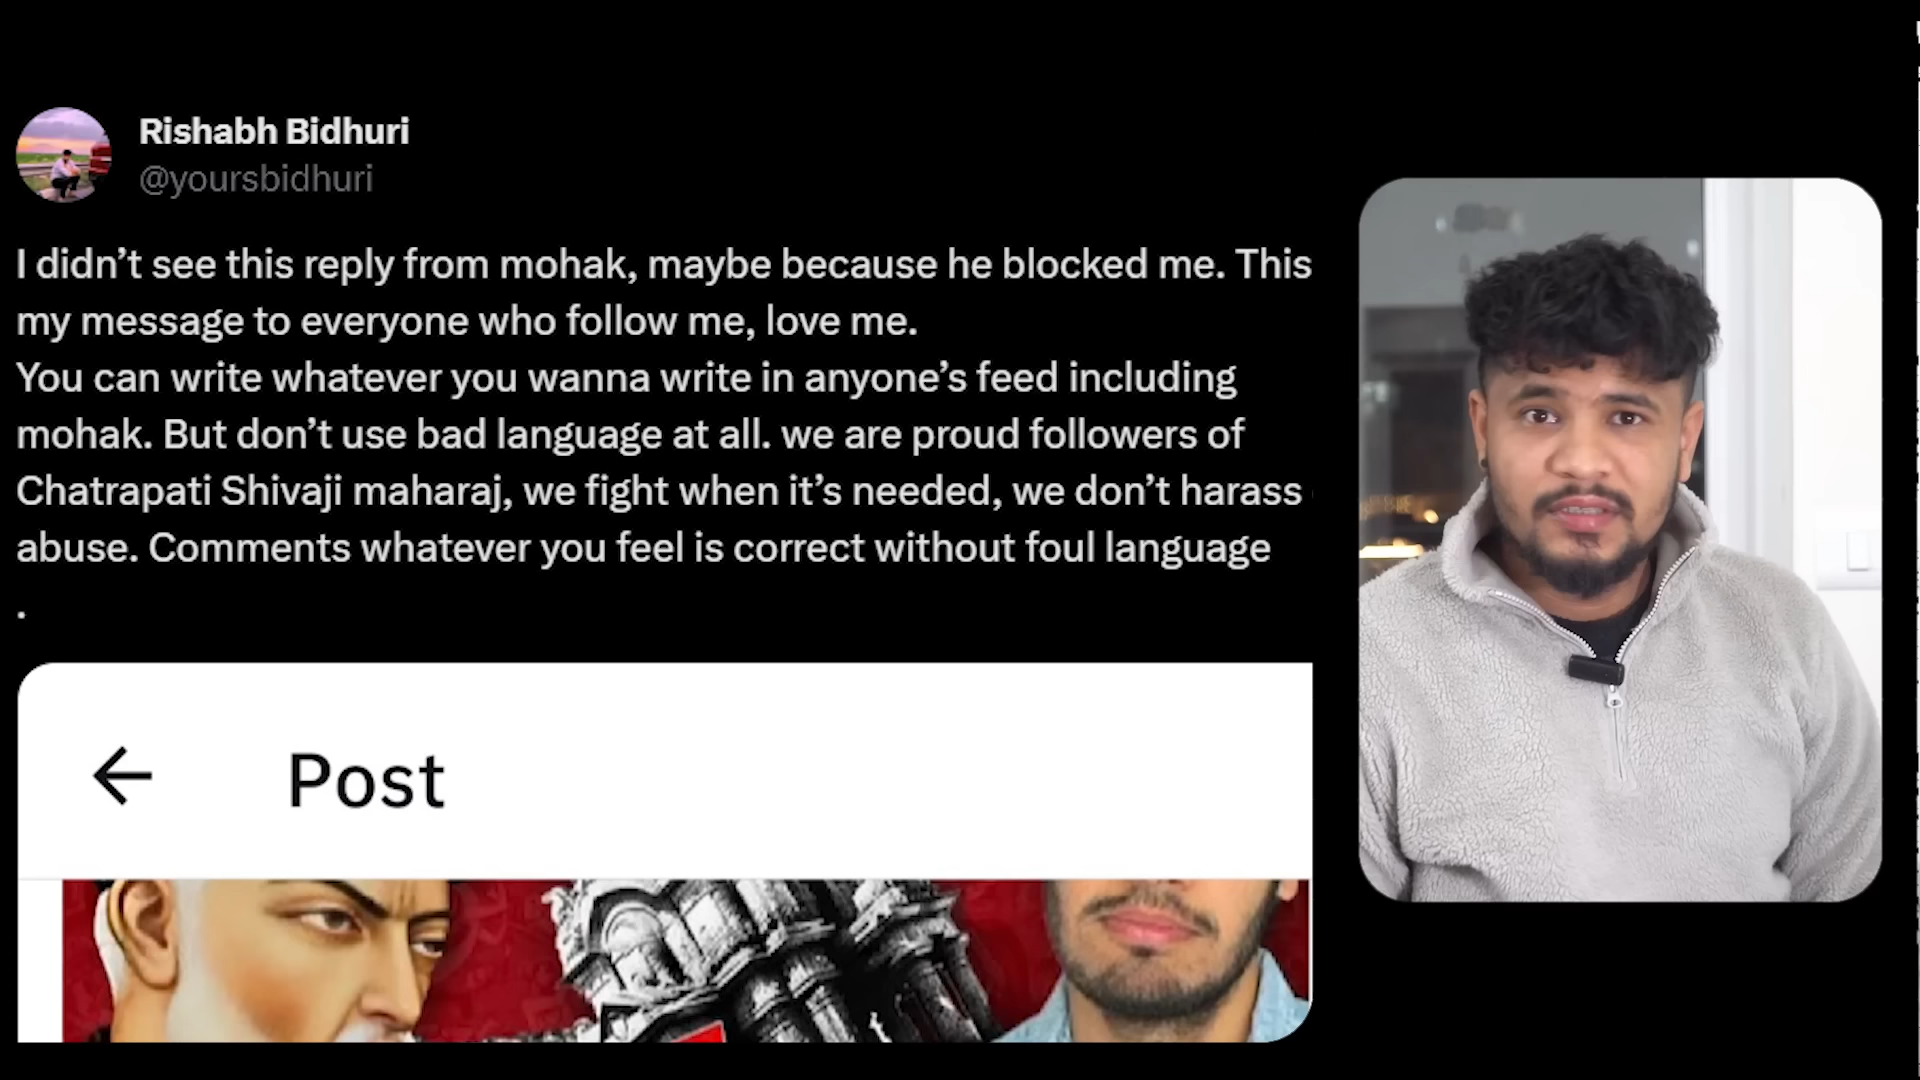 Rishabh Bidhuri
@yoursbidhuri
I didn’t see this reply from mohak, maybe because he blocked me. This
my message to everyone who follow me, love me.
You can write whatever you wanna write in anyone’s feed including
mohak. But don’t use bad language at all. we are proud followers of
Chatrapati Shivaji maharaj, we fight when it’s needed, we don’t harass
abuse. Comments whatever you feel is correct without foul language
.
Post